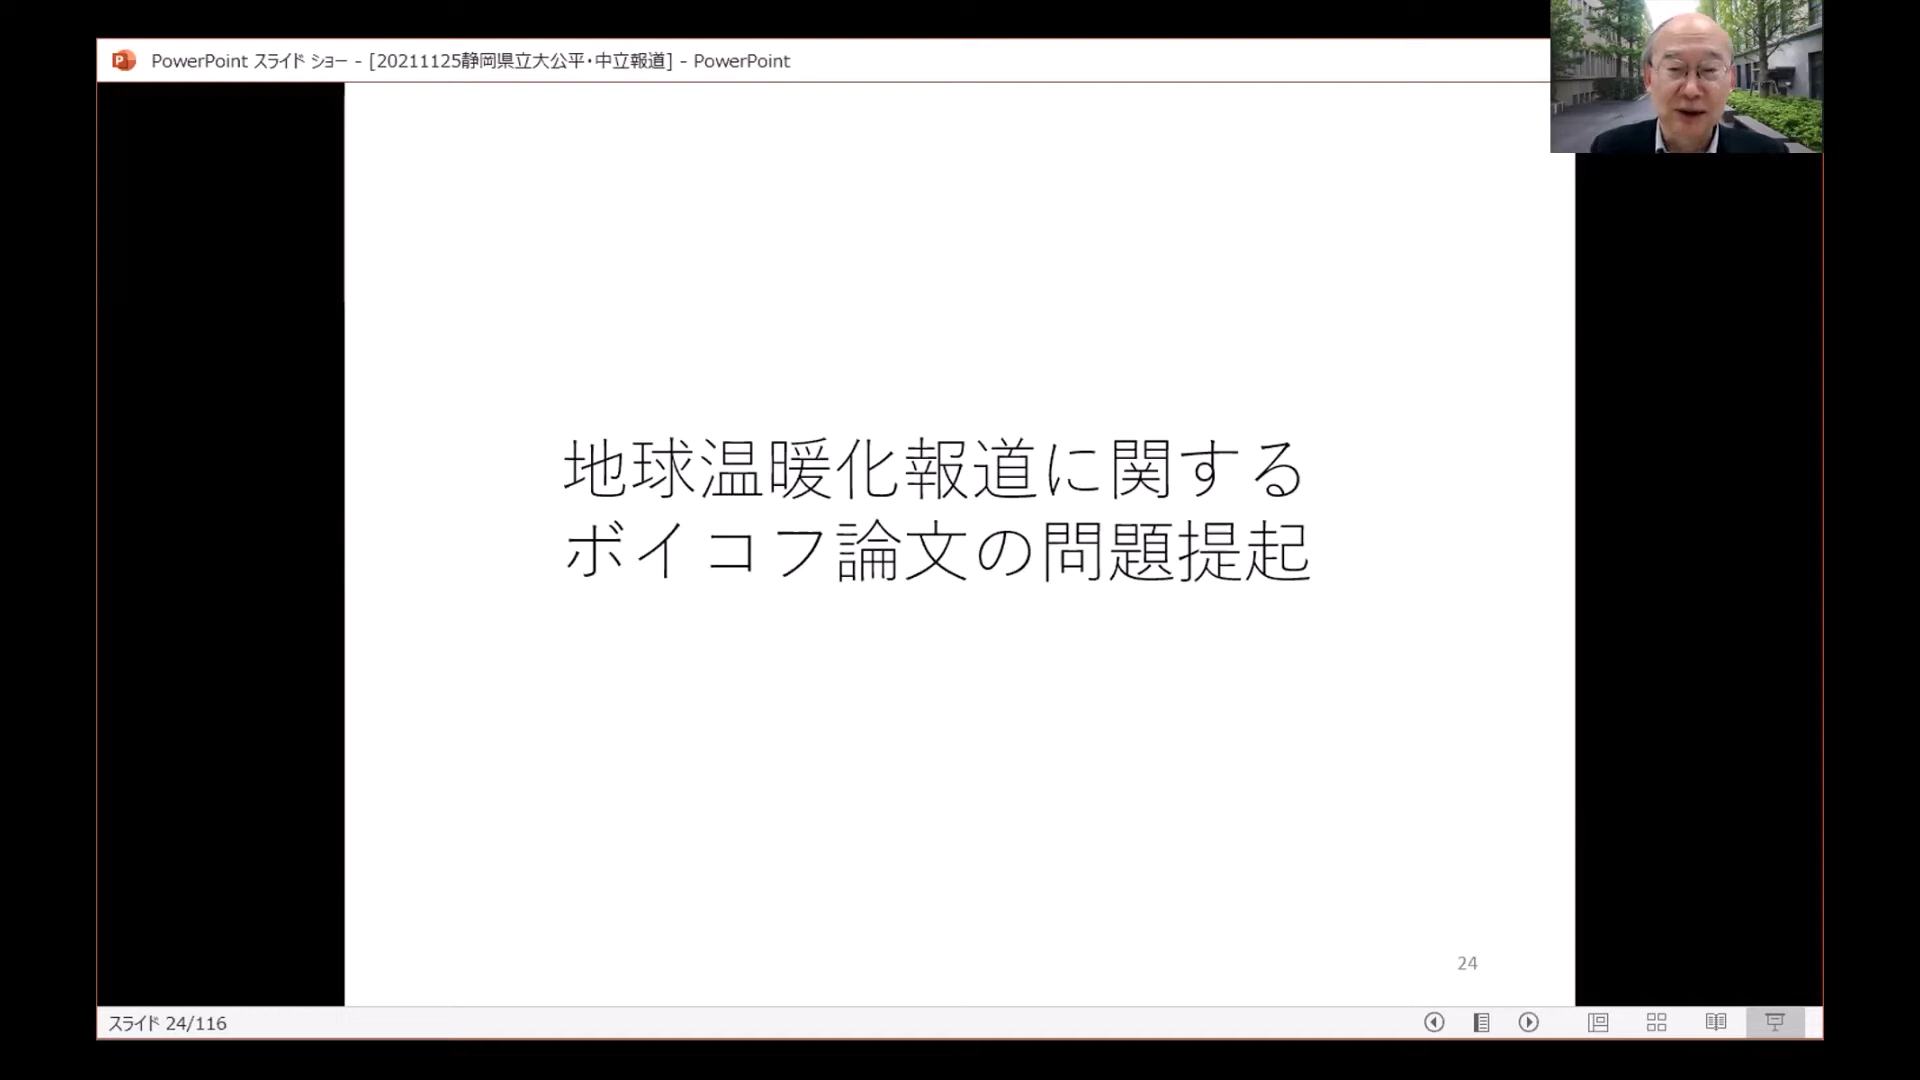 PowerPoint スライド ショー - [20211125静岡県立大公平・中立報道] - PowerPoint
地球温暖化報道に関する
ボイコフ論文の問題提起
24
スライド 24/116